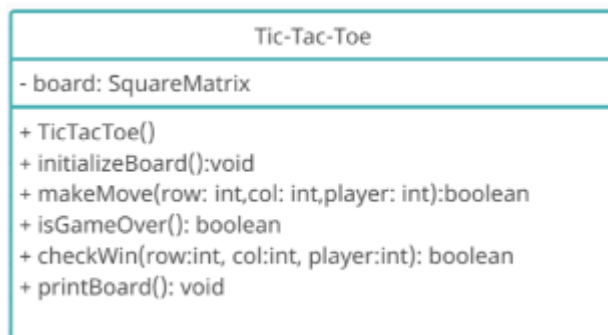 Tic-Tac-Toe
- board: SquareMatrix
+ TicTacToe()
+ initializeBoard():void
+ makeMove(row: int,col: int,player: int):boolean
+ isGameOver(): boolean
+ checkWin(row:int, col:int, player:int): boolean
+ printBoard(): void